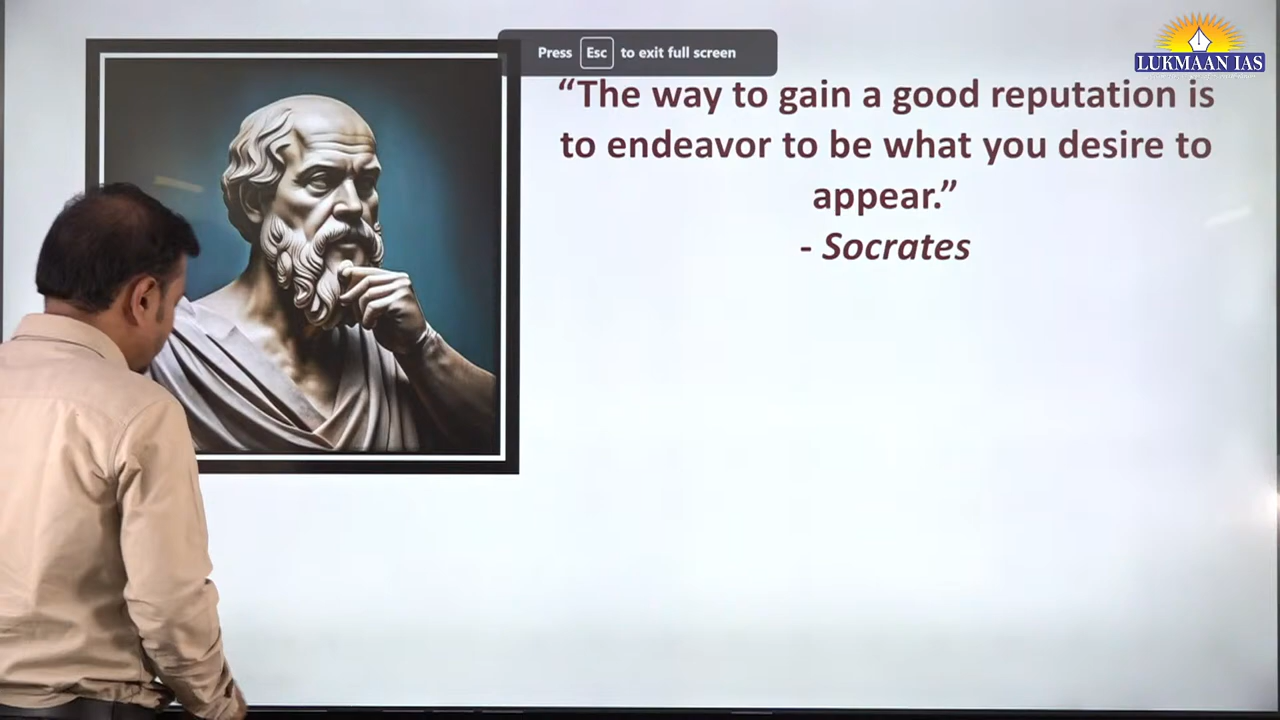 Press Esc to exit full screen
LUKMAAN IAS
“The way to gain a good reputation is
to endeavor to be what you desire to
appear.”
- Socrates